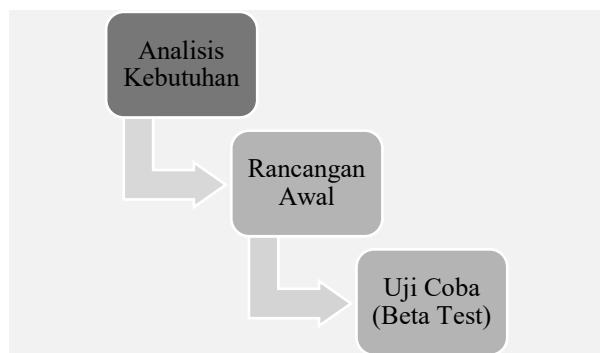 Analisis
Kebutuhan
Rancangan
Awal
Uji Coba
(Beta Test)